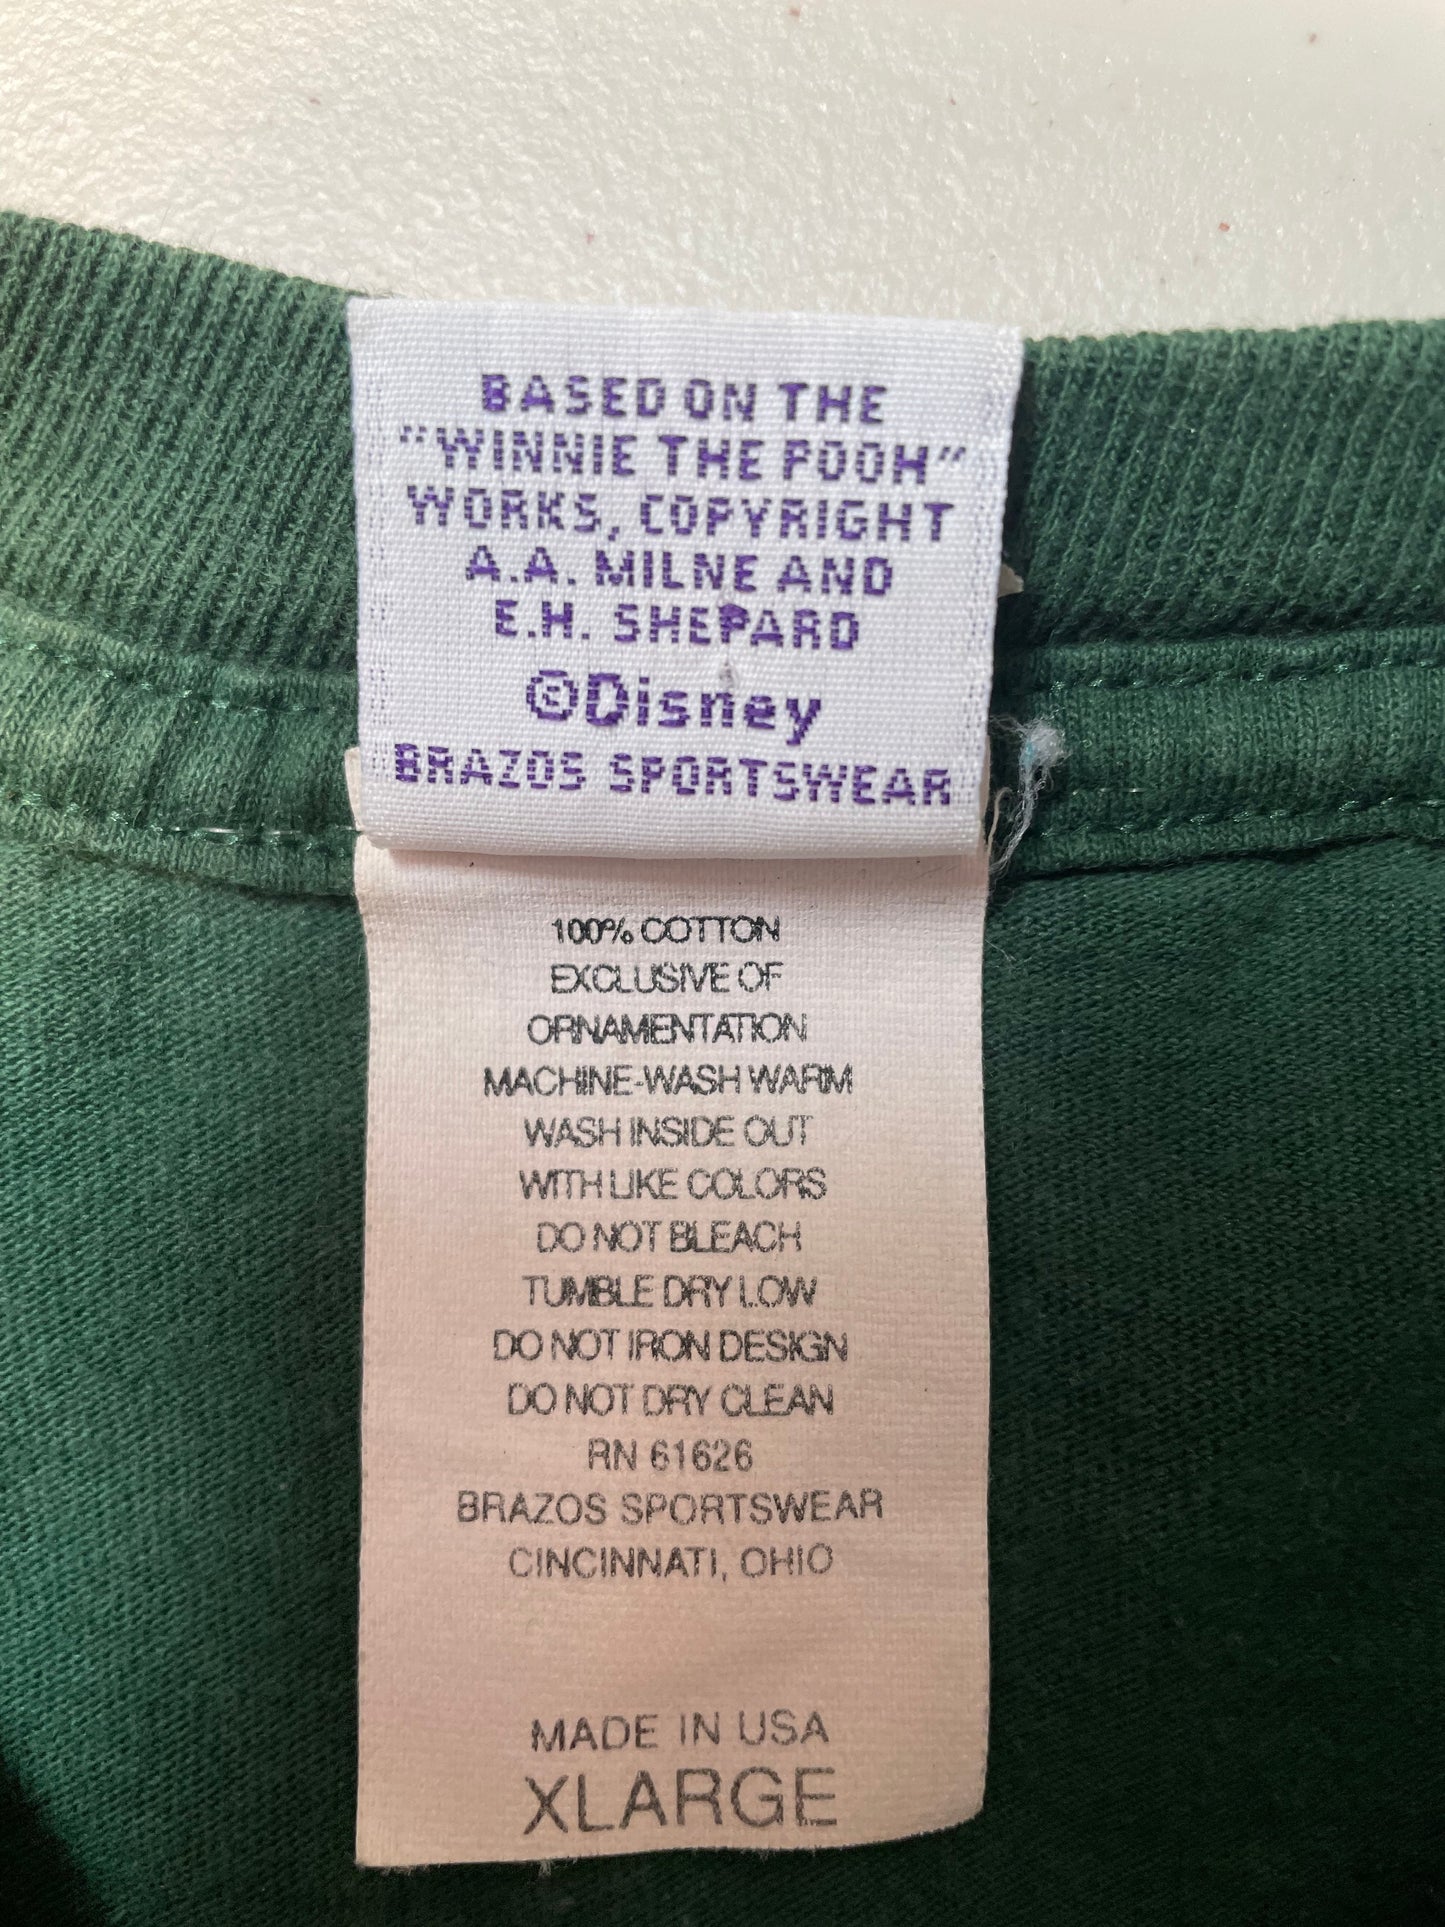 BASED ON THE
"WINNIE THE POOH"
WORKS, COPYRIGHT
A.A. MILNE AND
E.H. SHEPARD
©Disney
BRAZOS SPORTSWEAR
100% COTTON
EXCLUSIVE OF
ORNAMENTATION
MACHINE-WASH WARM
WASH INSIDE OUT
WITH LIKE COLORS
DO NOT BLEACH
TUMBLE DRY LOW
DO NOT IRON DESIGN
DO NOT DRY CLEAN
RN 61626
BRAZOS SPORTSWEAR
CINCINNATI, OHIO
MADE IN USA
XLARGE